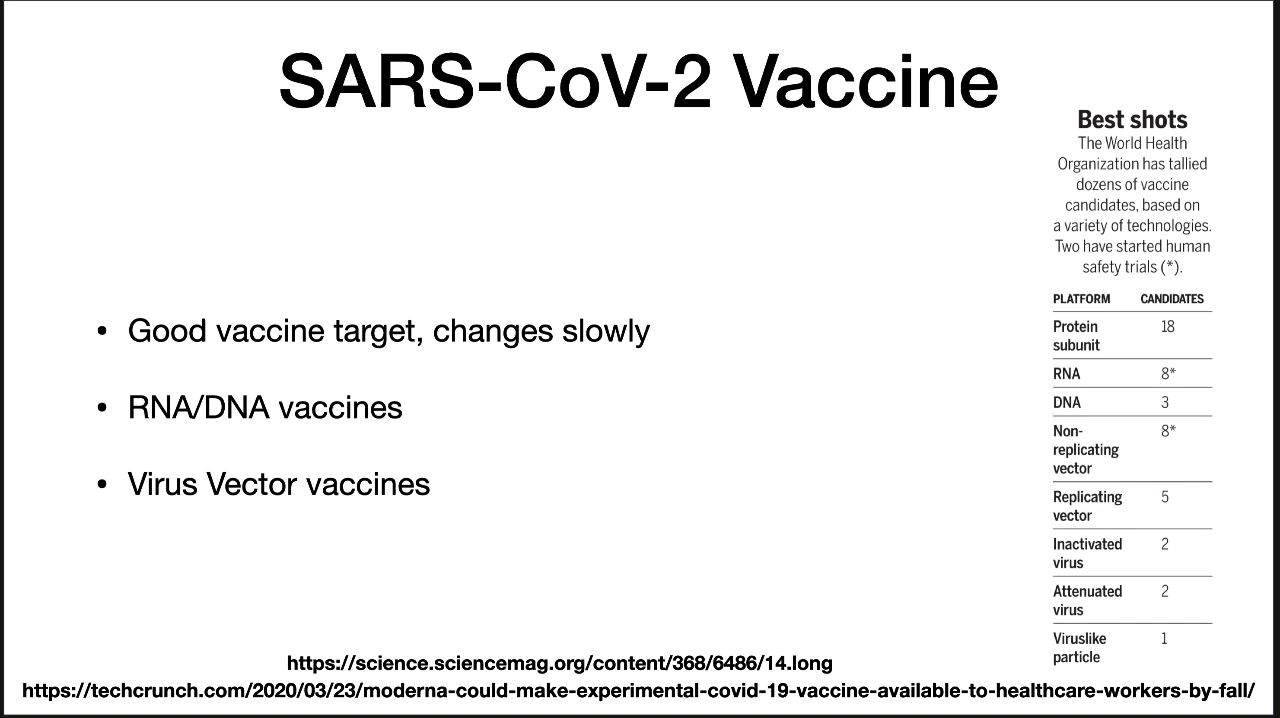 SARS-CoV-2 Vaccine
Good vaccine target, changes slowly
RNA/DNA vaccines
Virus Vector vaccines
Best shots
The World Health
Organization has tallied
dozens of vaccine
candidates, based on
a variety of technologies.
Two have started human
safety trials (*).
PLATFORM CANDIDATES
Protein 18
subunit
RNA 8*
DNA 3
Non- 8*
replicating
vector
Replicating 5
vector
Inactivated 2
virus
Attenuated 2
virus
Viruslike 1
particle
https://science.sciencemag.org/content/368/6486/14.long
https://techcrunch.com/2020/03/23/moderna-could-make-experimental-covid-19-vaccine-available-to-healthcare-workers-by-fall/